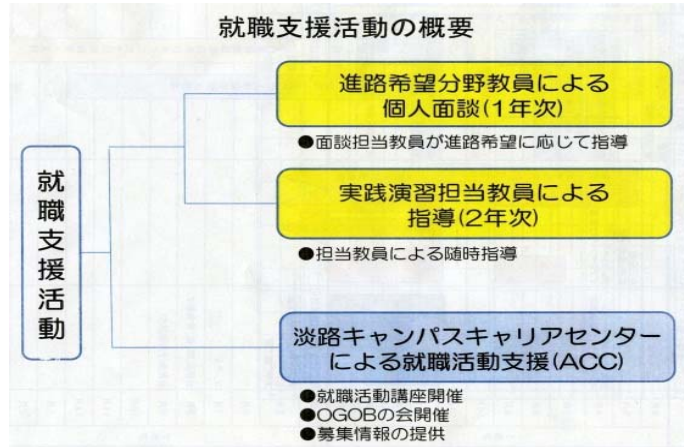 就職支援活動の概要
進路希望分野教員による
個人面談(1年次)
●面談担当教員が進路希望に応じて指導
就職支援活動
実践演習担当教員による
指導(2年次)
●担当教員による随時指導
淡路キャンパスキャリアセンター
による就職活動支援(ACC)
●就職活動講座開催
●OGOBの会開催
●募集情報の提供